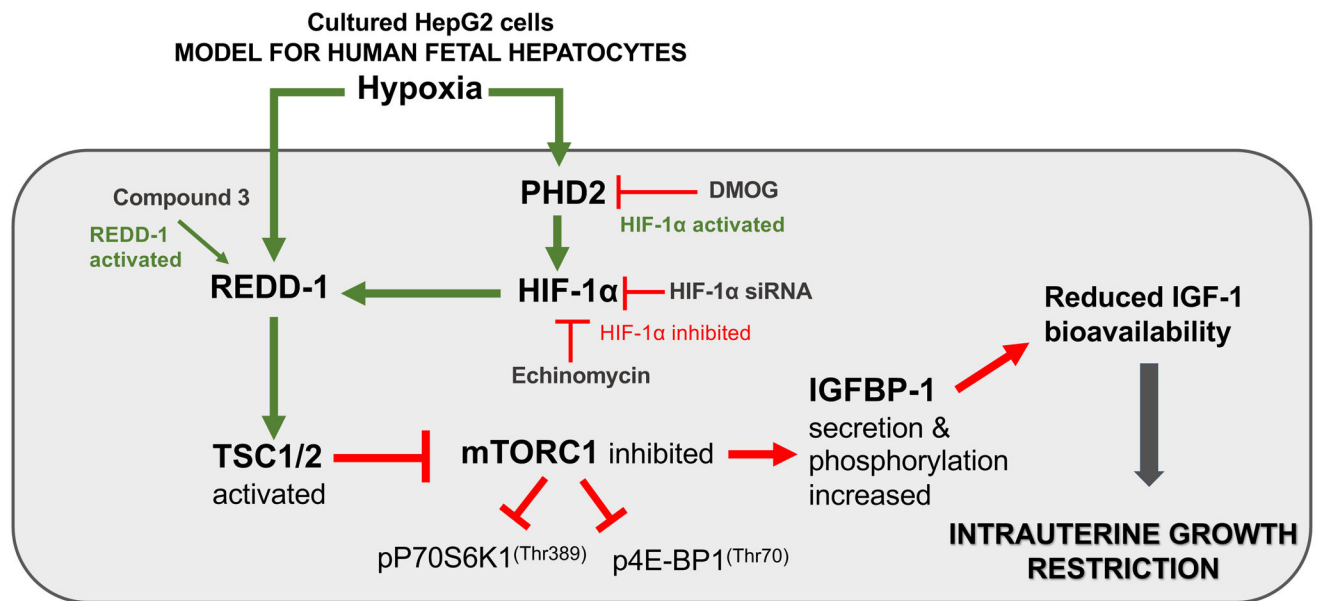 Cultured HepG2 cells
MODEL FOR HUMAN FETAL HEPATOCYTES
Hypoxia
Compound 3
REDD-1
activated
PHD2
DMOG
HIF-1α activated
REDD-1
HIF-1α
HIF-1α siRNA
HIF-1α inhibited
Echinomycin
Reduced IGF-1
bioavailability
IGFBP-1
secretion &
phosphorylation
increased
TSC1/2
activated
mTORC1 inhibited
pP70S6K1(Thr389)
p4E-BP1(Thr70)
INTRAUTERINE GROWTH
RESTRICTION